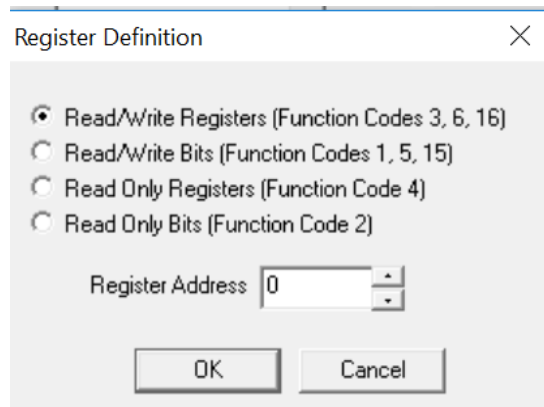 Register Definition
Read/Write Registers (Function Codes 3, 6, 16)
Read/Write Bits (Function Codes 1, 5, 15)
Read Only Registers (Function Code 4)
Read Only Bits (Function Code 2)
Register Address 0
OK Cancel